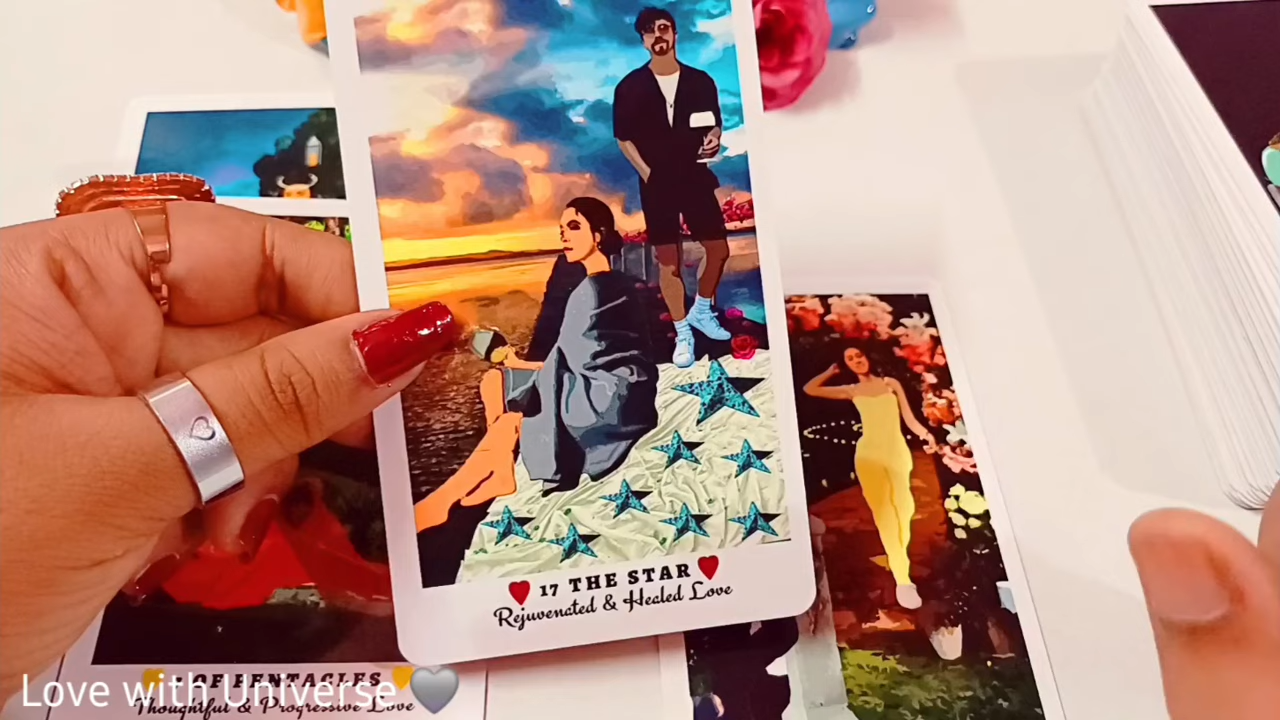 17 THE STAR
Rejuvenated & Healed Love
OF PENTACLES
Thoughtful & Progressive Love
Love with Universe